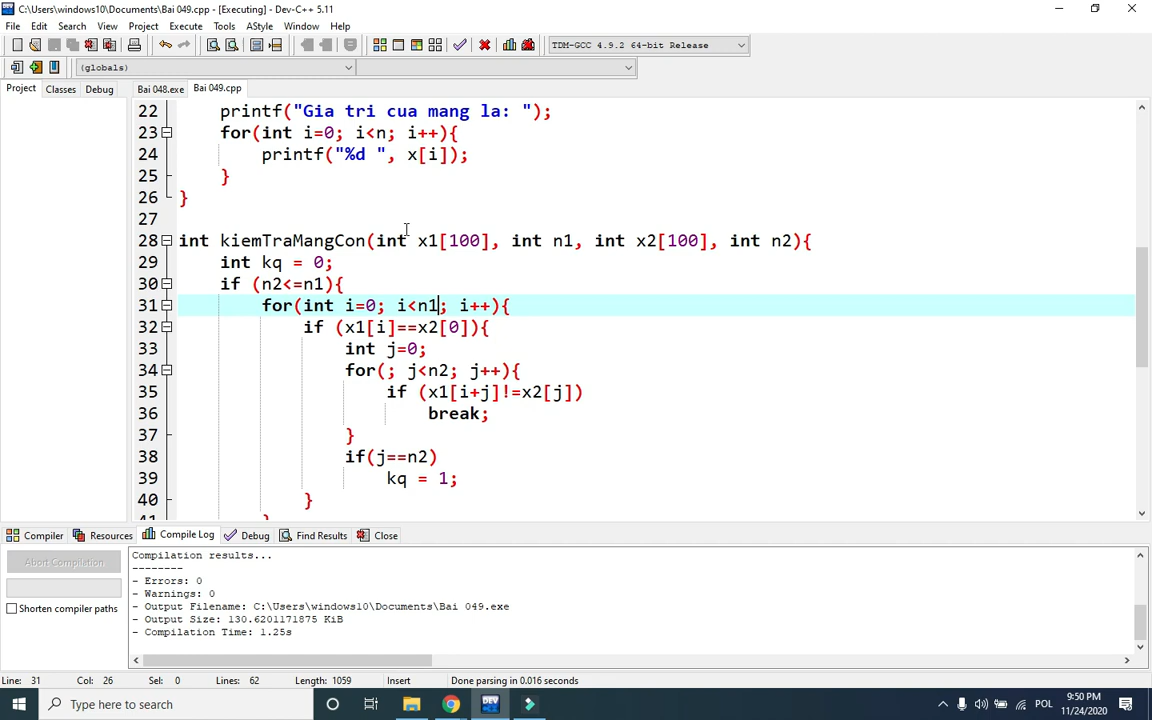 C:\Users\windows10\Documents\Bai 049.cpp - [Executing] - Dev-C++ 5.11
File Edit Search View Project Execute Tools AStyle Window Help
TDM-GCC 4.9.2 64-bit Release
(globals)
Project Classes Debug Bai 048.exe Bai 049.cpp
22 printf("Gia tri cua mang la: ");
23 for(int i=0; i<n; i++){
24 printf("%d ", x[i]);
25 }
26 }
27
28 int kiemTraMangCon(int x1[100], int n1, int x2[100], int n2){
29 int kq = 0;
30 if (n2<=n1){
31 for(int i=0; i<n1; i++){
32 if (x1[i]==x2[0]){
33 int j=0;
34 for(; j<n2; j++){
35 if (x1[i+j]!=x2[j])
36 break;
37 }
38 if(j==n2)
39 kq = 1;
40 }
41 }
Compiler Resources Compile Log Debug Find Results Close
Abort Compilation
Shorten compiler paths
Compilation results...
--------
- Errors: 0
- Warnings: 0
- Output Filename: C:\Users\windows10\Documents\Bai 049.exe
- Output Size: 130.6201171875 KiB
- Compilation Time: 1.25s
Line: 31 Col: 26 Sel: 0 Lines: 62 Length: 1059 Insert Done parsing in 0.016 seconds
Type here to search
DEV
POL
9:50 PM
11/24/2020